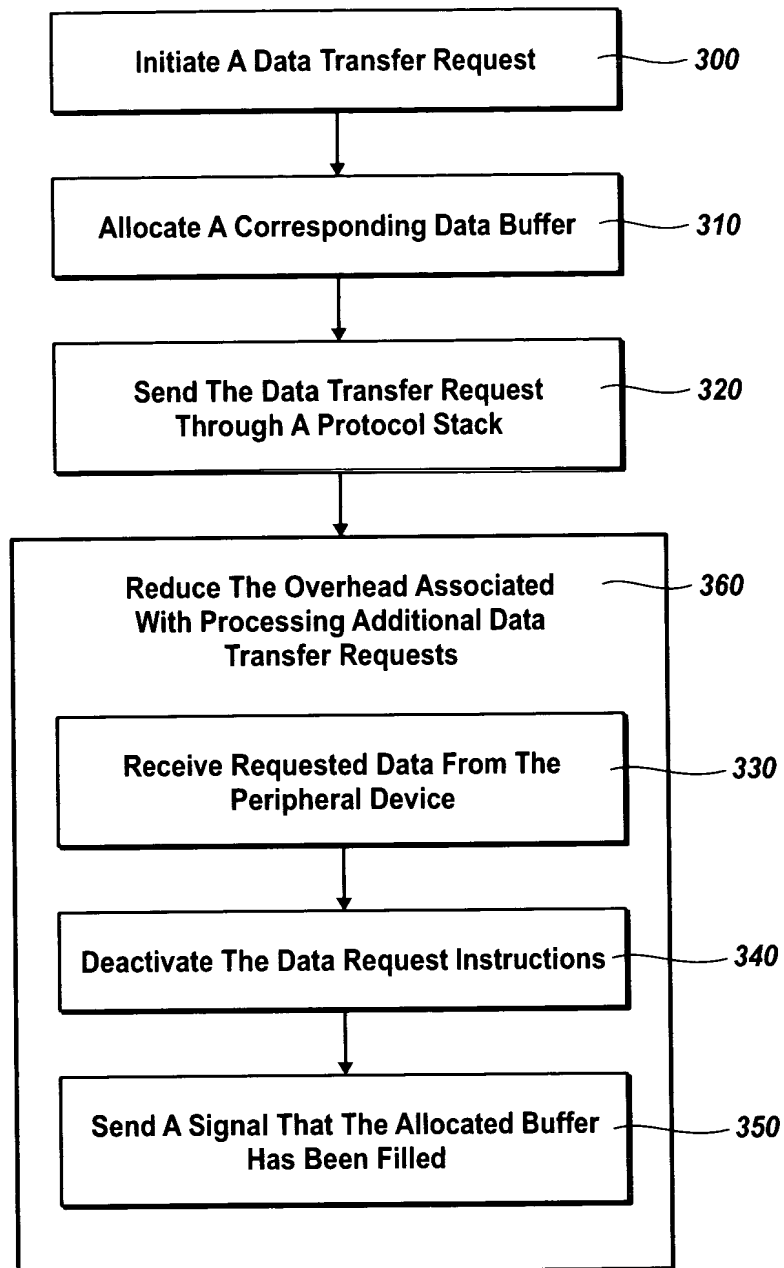 Initiate A Data Transfer Request
300
Allocate A Corresponding Data Buffer
310
Send The Data Transfer Request
Through A Protocol Stack
320
Reduce The Overhead Associated
With Processing Additional Data
Transfer Requests
360
Receive Requested Data From The
Peripheral Device
330
Deactivate The Data Request Instructions
340
Send A Signal That The Allocated Buffer
Has Been Filled
350